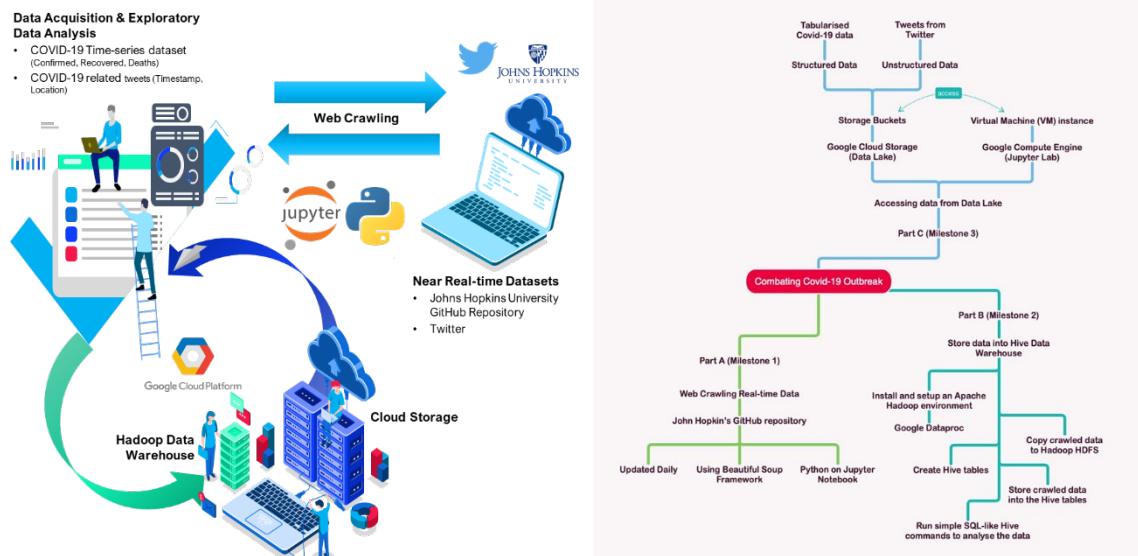 Data Acquisition & Exploratory
Data Analysis
• COVID-19 Time-series dataset
(Confirmed, Recovered, Deaths)
• COVID-19 related tweets (Timestamp,
Location)
JOHNS HOPKINS
UNIVERSITY
Web Crawling
jupyter
Near Real-time Datasets
• Johns Hopkins University
GitHub Repository
• Twitter
Google Cloud Platform
Cloud Storage
Hadoop Data
Warehouse
Tabularised
Covid-19 data
Tweets from
Twitter
Structured Data
Unstructured Data
access
Storage Buckets
Virtual Machine (VM) instance
Google Cloud Storage
(Data Lake)
Google Compute Engine
(Jupyter Lab)
Accessing data from Data Lake
Part C (Milestone 3)
Combating Covid-19 Outbreak
Part B (Milestone 2)
Store data into Hive Data
Warehouse
Part A (Milestone 1)
Web Crawling Real-time Data
John Hopkin's GitHub repository
Updated Daily
Using Beautiful Soup
Framework
Python on Jupyter
Notebook
Install and setup an Apache
Hadoop environment
Google Dataproc
Copy crawled data
to Hadoop HDFS
Create Hive tables
Store crawled data
into the Hive tables
Run simple SQL-like Hive
commands to analyse the data